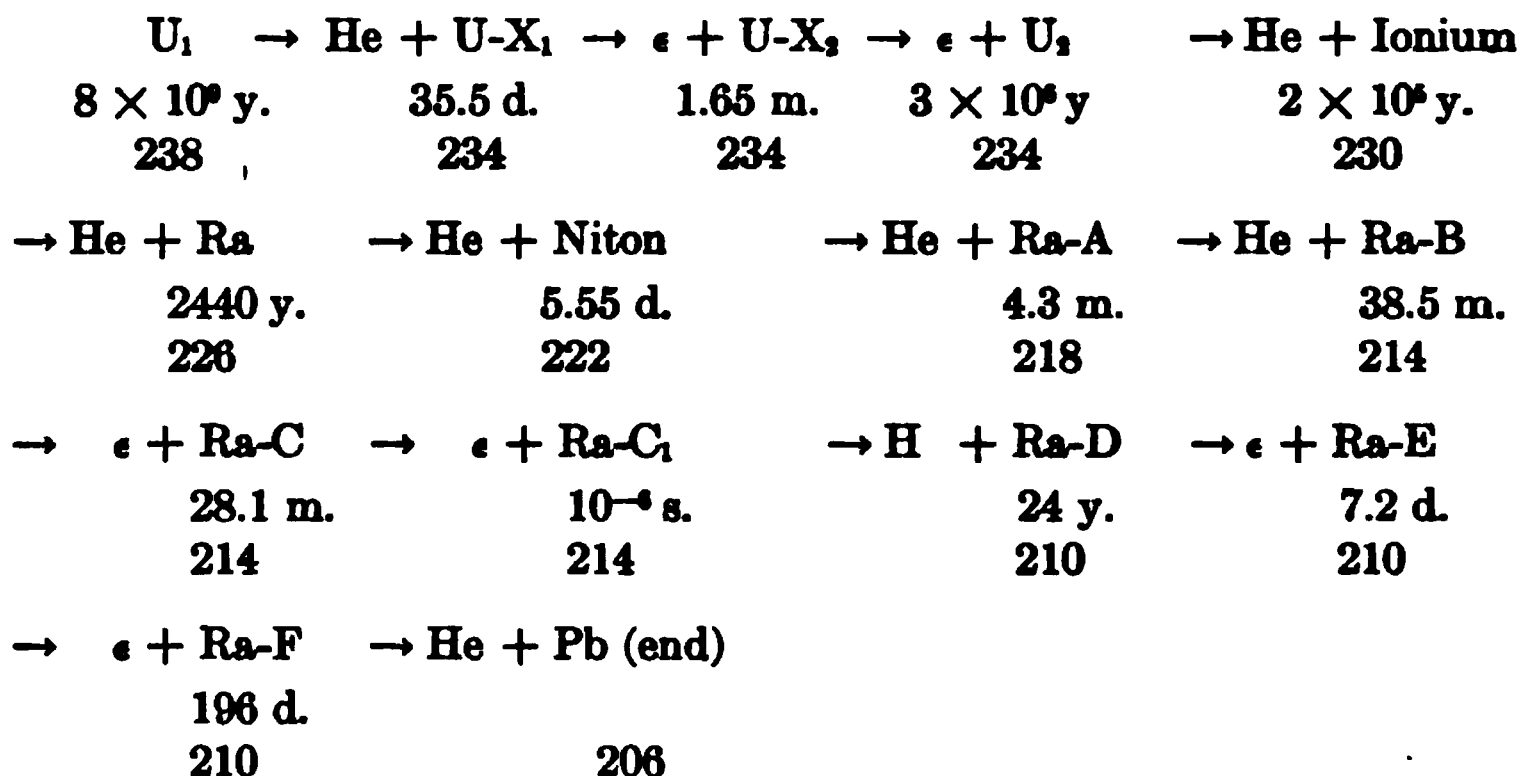 U₁ → He + U-X₁ → ϵ + U-X₂ → ϵ + U₂ → He + Ionium
8 × 10⁹ y. 35.5 d. 1.65 m. 3 × 10⁶ y 2 × 10⁵ y.
238 234 234 234 230
→ He + Ra → He + Niton → He + Ra-A → He + Ra-B
2440 y. 5.55 d. 4.3 m. 38.5 m.
226 222 218 214
→ ϵ + Ra-C → ϵ + Ra-C₁ → H + Ra-D → ϵ + Ra-E
28.1 m. 10⁻⁶ s. 24 y. 7.2 d.
214 214 210 210
→ ϵ + Ra-F → He + Pb (end)
196 d.
210 206